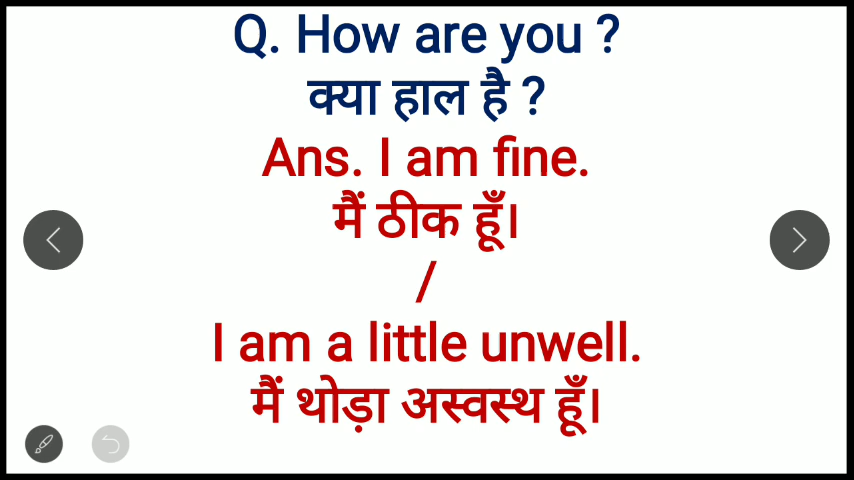 Q. How are you ?
क्या हाल है ?
Ans. I am fine.
मैं ठीक हूँ।
/
I am a little unwell.
मैं थोड़ा अस्वस्थ हूँ।